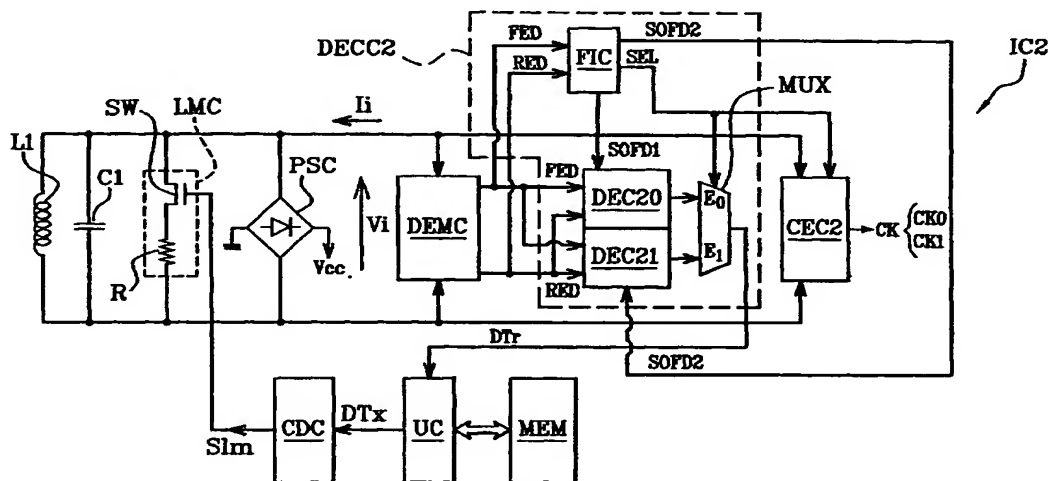 DECC2
FED
RED
FIC
SOFD2
SEL
IC2
MUX
SW
LMC
Ii
L1
C1
PSC
SOFD1
FED
DEC20
E0
Vi
DEMC
DEC21
E1
CEC2
CK
CK0
CK1
R
Vcc.
RED
DTr
SOFD2
DTx
CDC
UC
MEM
Slm